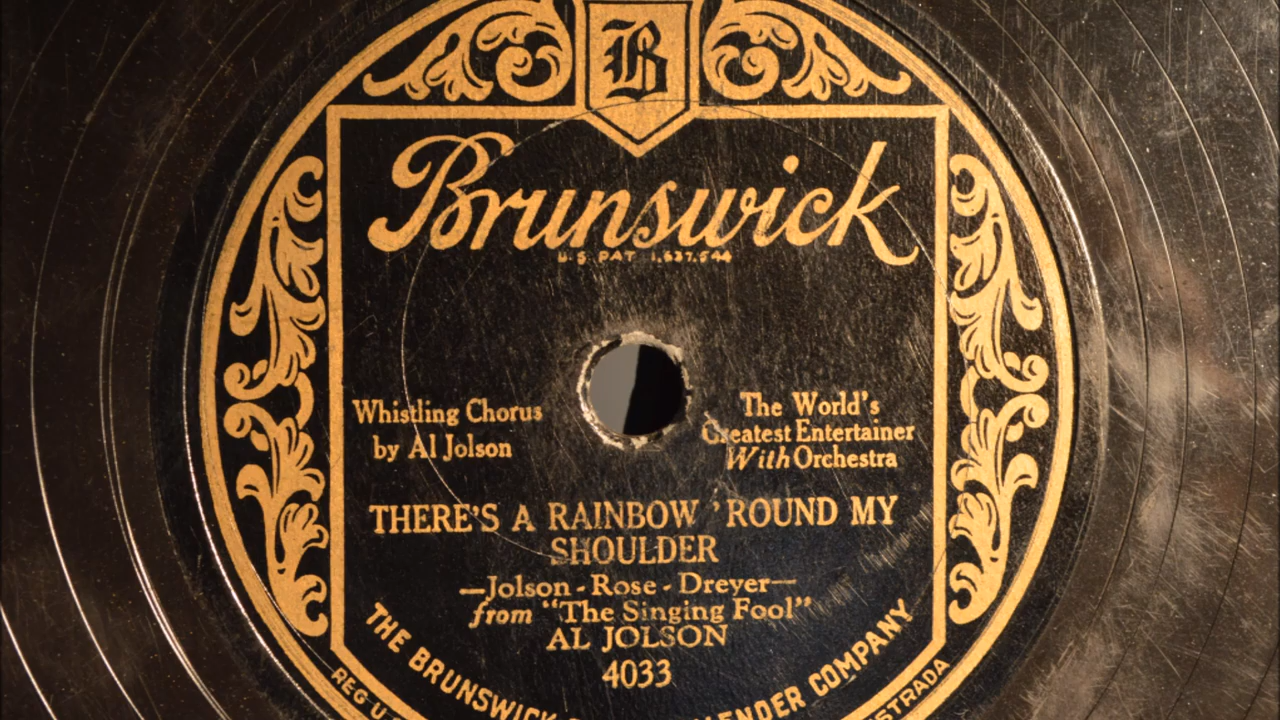 B
Brunswick
U.S. PAT 1,637,544
Whistling Chorus
by Al Jolson
The World's
Greatest Entertainer
With Orchestra
THERE'S A RAINBOW 'ROUND MY
SHOULDER
—Jolson - Rose - Dreyer—
from "The Singing Fool"
AL JOLSON
4033
THE BRUNSWICK COMPANY
REG U